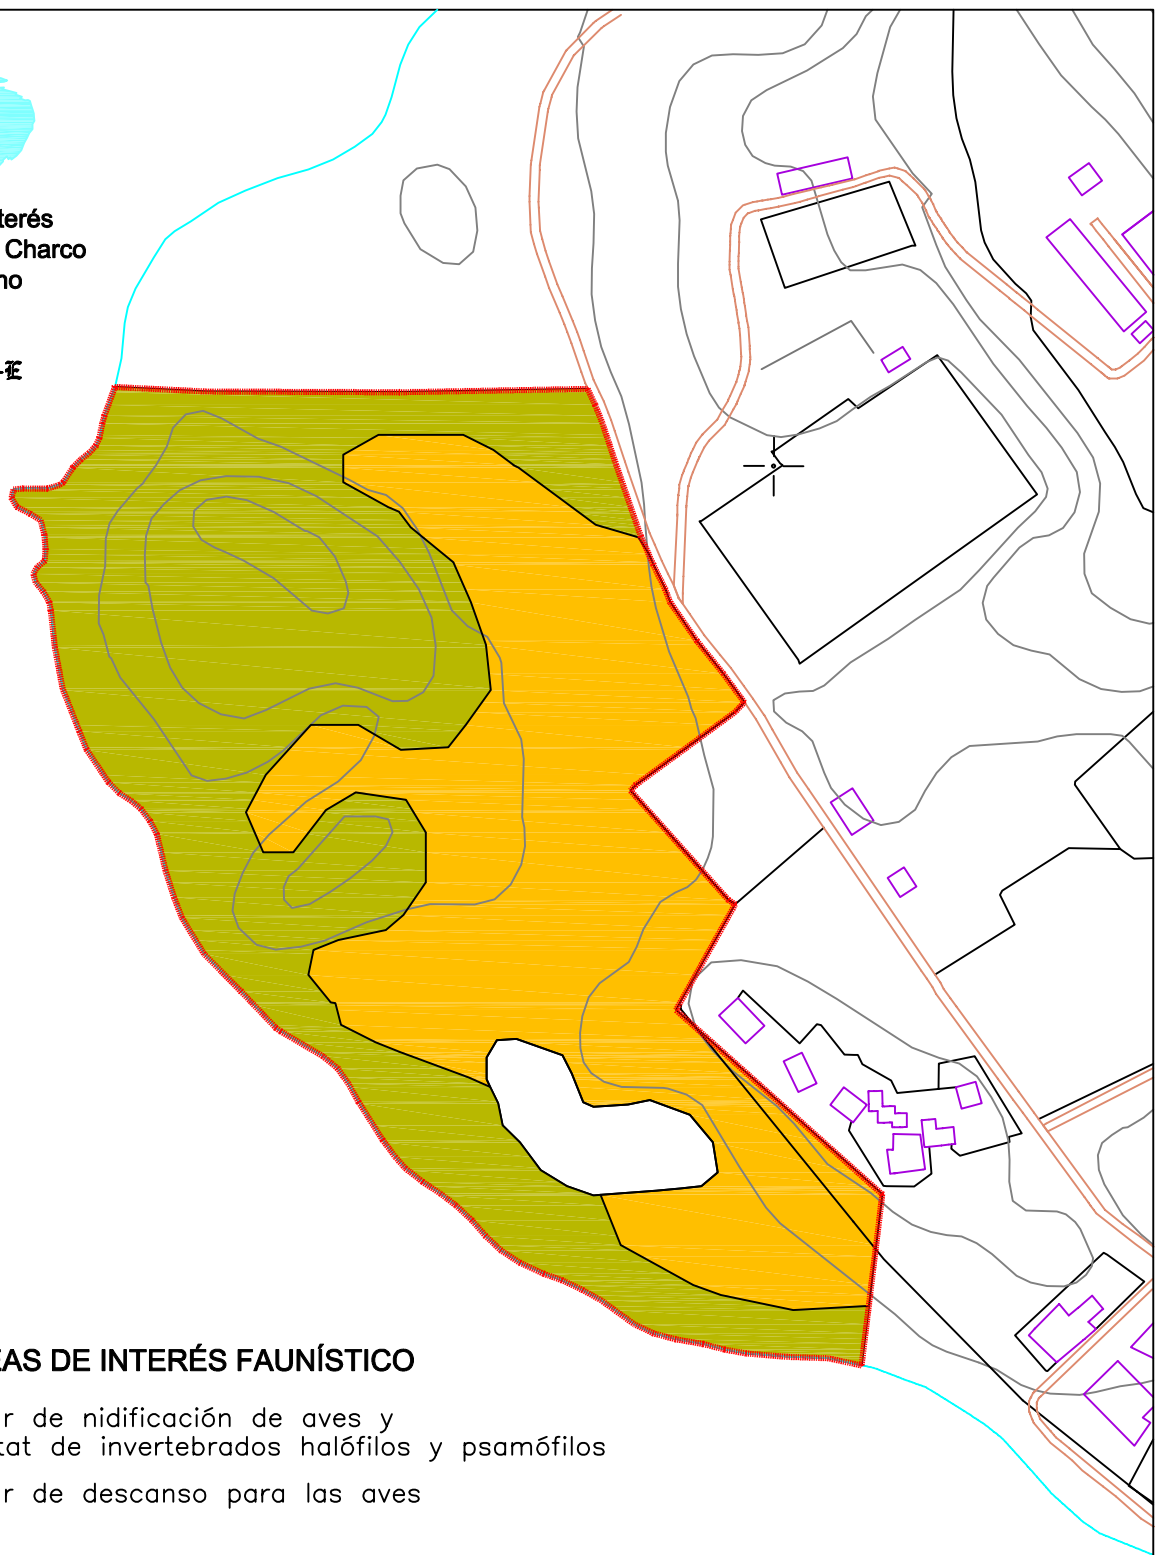 terés
Charco
no
-E
EAS DE INTERÉS FAUNÍSTICO
r de nidificación de aves y
tat de invertebrados halófilos y psamófilos
r de descanso para las aves